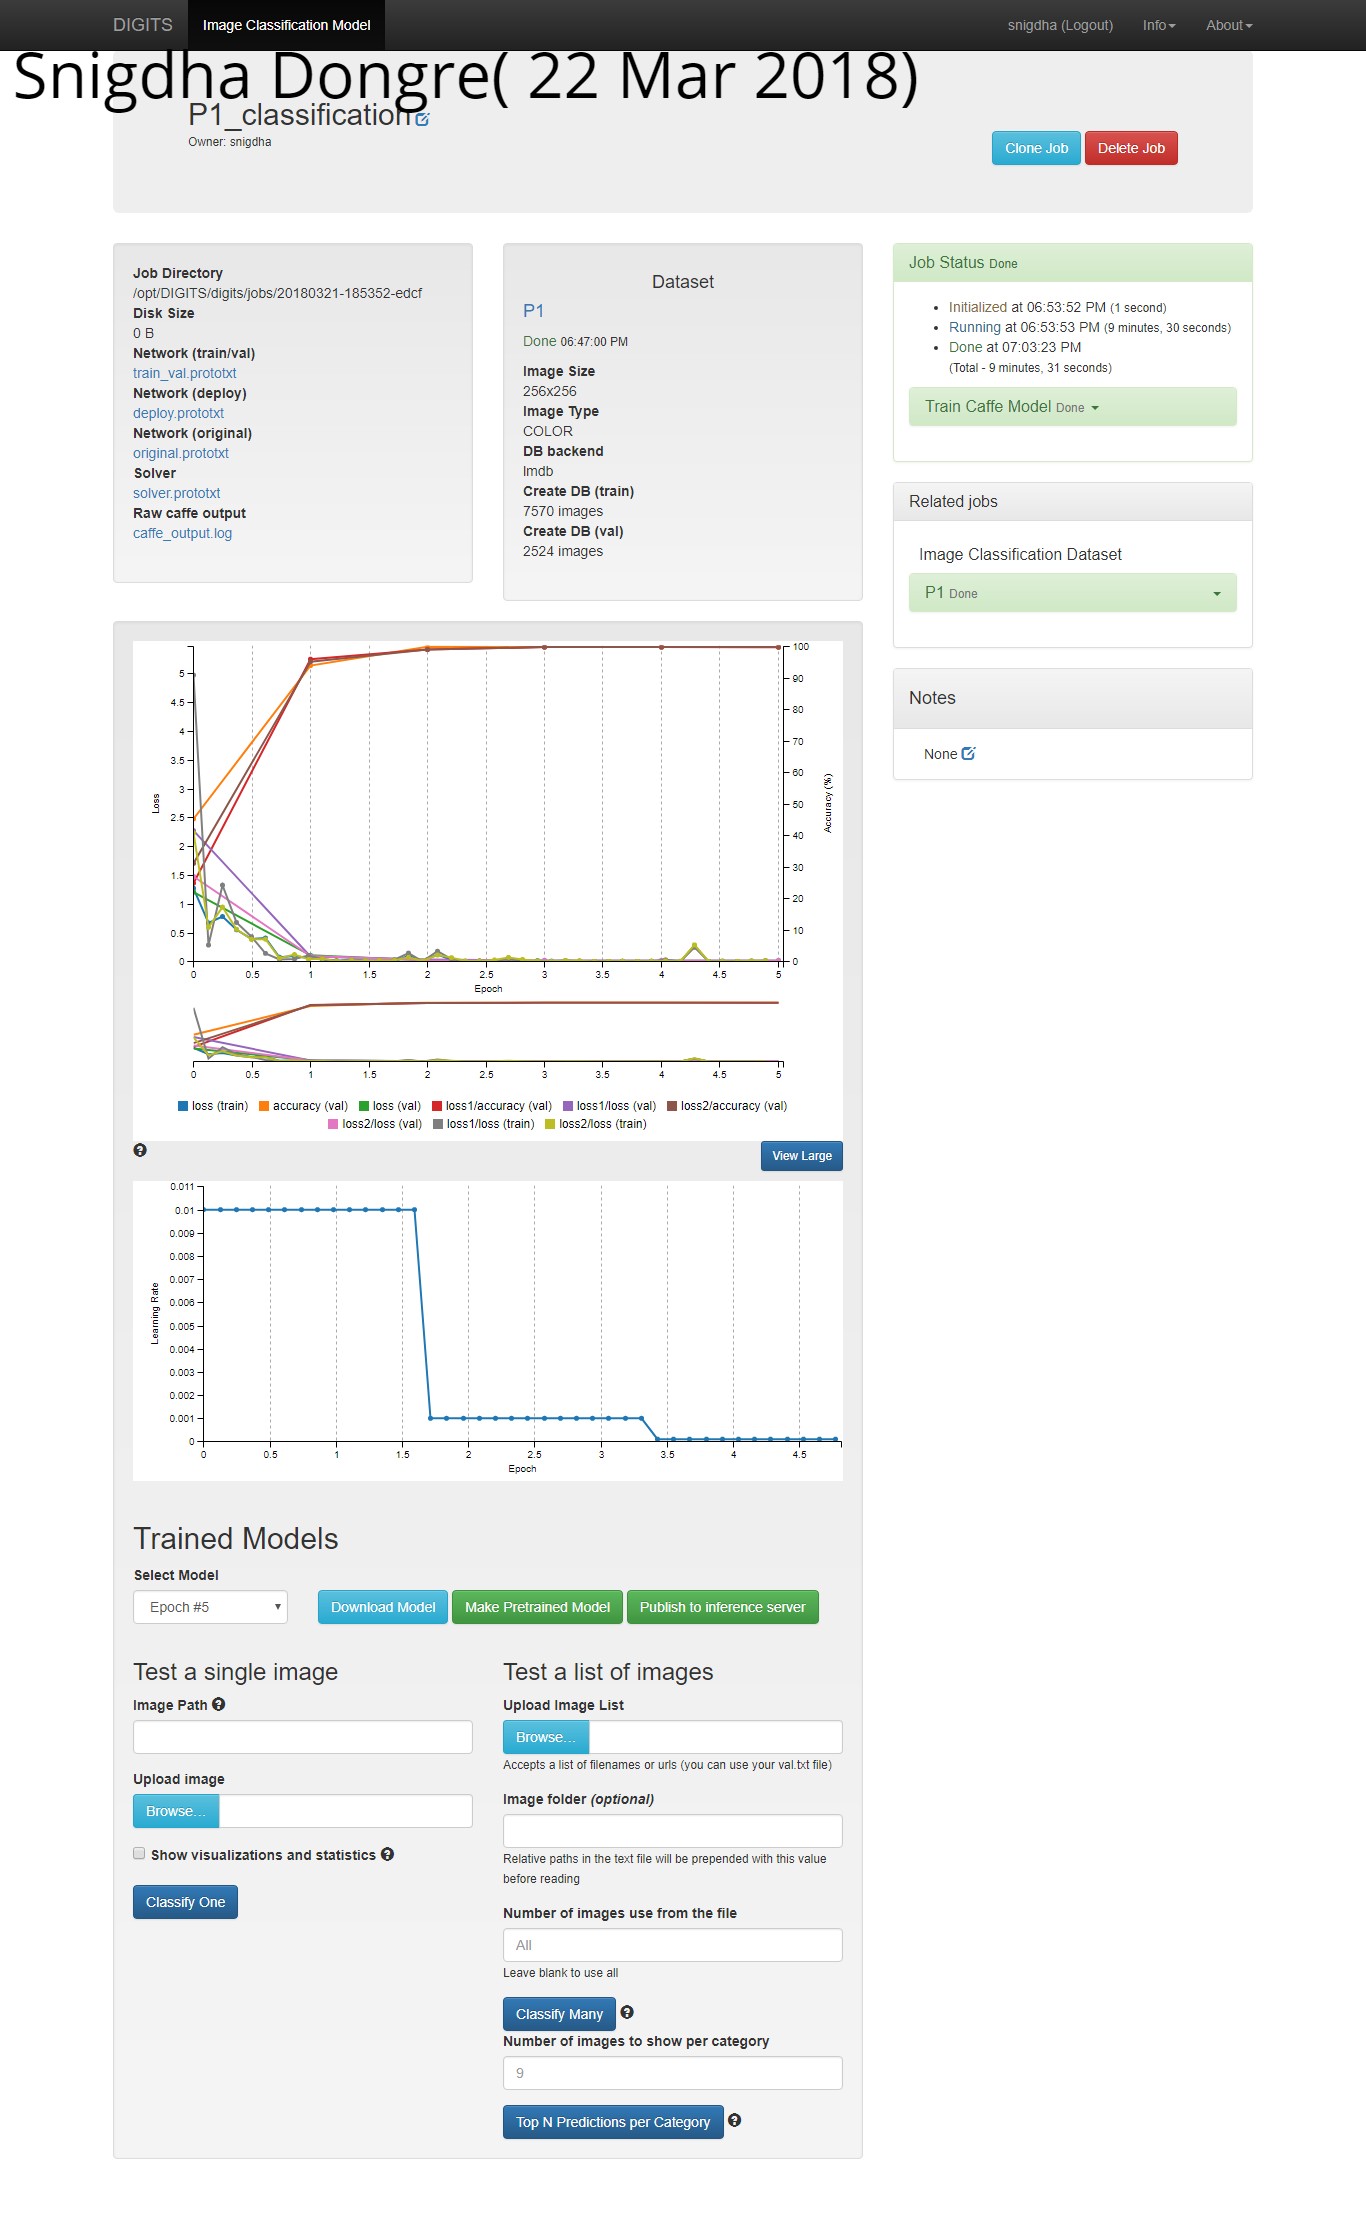 DIGITS Image Classification Model snigdha (Logout) Info About
Snigdha Dongre( 22 Mar 2018)
P1_classification
Owner: snigdha
Clone Job Delete Job
Job Directory
/opt/DIGITS/digits/jobs/20180321-185352-edcf
Disk Size
0 B
Network (train/val)
train_val.prototxt
Network (deploy)
deploy.prototxt
Network (original)
original.prototxt
Solver
solver.prototxt
Raw caffe output
caffe_output.log
Dataset
P1
Done 06:47:00 PM
Image Size
256x256
Image Type
COLOR
DB backend
lmdb
Create DB (train)
7570 images
Create DB (val)
2524 images
Job Status Done
Initialized at 06:53:52 PM (1 second)
Running at 06:53:53 PM (9 minutes, 30 seconds)
Done at 07:03:23 PM
(Total - 9 minutes, 31 seconds)
Train Caffe Model Done
Related jobs
Image Classification Dataset
P1 Done
Notes
None
5
4.5
4
3.5
3
2.5
2
1.5
1
0.5
0
Loss
100
90
80
70
60
50
40
30
20
10
0
Accuracy (%)
0 0.5 1 1.5 2 2.5 3 3.5 4 4.5 5
Epoch
0 0.5 1 1.5 2 2.5 3 3.5 4 4.5 5
loss (train) accuracy (val) loss (val) loss1/accuracy (val) loss1/loss (val) loss2/accuracy (val)
loss2/loss (val) loss1/loss (train) loss2/loss (train)
View Large
0.011
0.01
0.009
0.008
0.007
0.006
0.005
0.004
0.003
0.002
0.001
0
Learning Rate
0 0.5 1 1.5 2 2.5 3 3.5 4 4.5
Epoch
Trained Models
Select Model
Epoch #5 Download Model Make Pretrained Model Publish to inference server
Test a single image
Image Path
Upload image
Browse...
Show visualizations and statistics
Classify One
Test a list of images
Upload Image List
Browse...
Accepts a list of filenames or urls (you can use your val.txt file)
Image folder (optional)
Relative paths in the text file will be prepended with this value
before reading
Number of images use from the file
All
Leave blank to use all
Classify Many
Number of images to show per category
9
Top N Predictions per Category